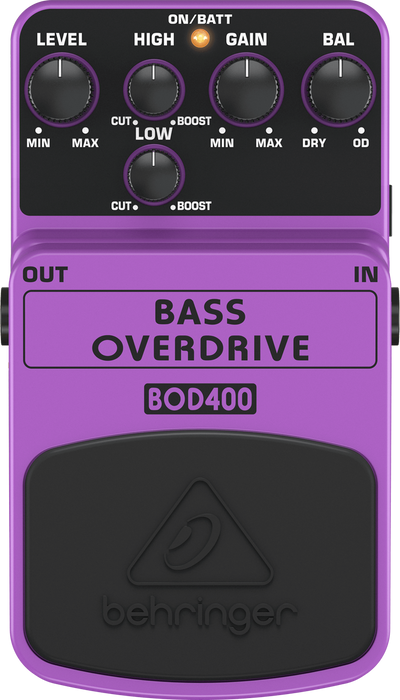 ON/BATT
LEVEL HIGH GAIN BAL
CUT BOOST
MIN MAX LOW MIN MAX DRY OD
CUT BOOST
OUT IN
BASS
OVERDRIVE
BOD400
behringer